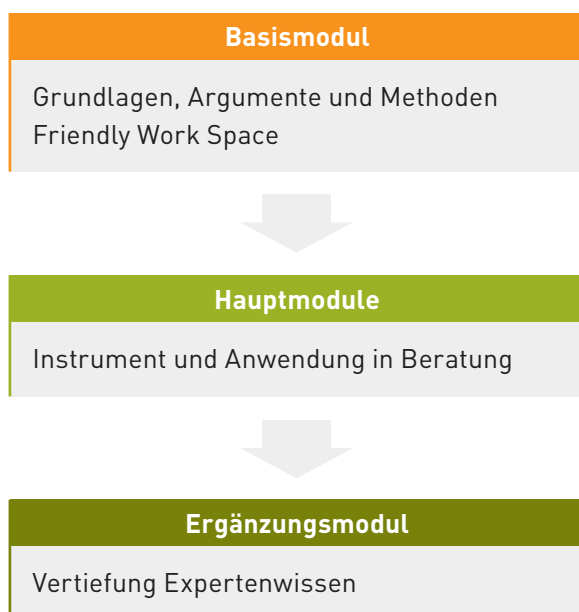 Basismodul
Grundlagen, Argumente und Methoden
Friendly Work Space
Hauptmodule
Instrument und Anwendung in Beratung
Ergänzungsmodul
Vertiefung Expertenwissen